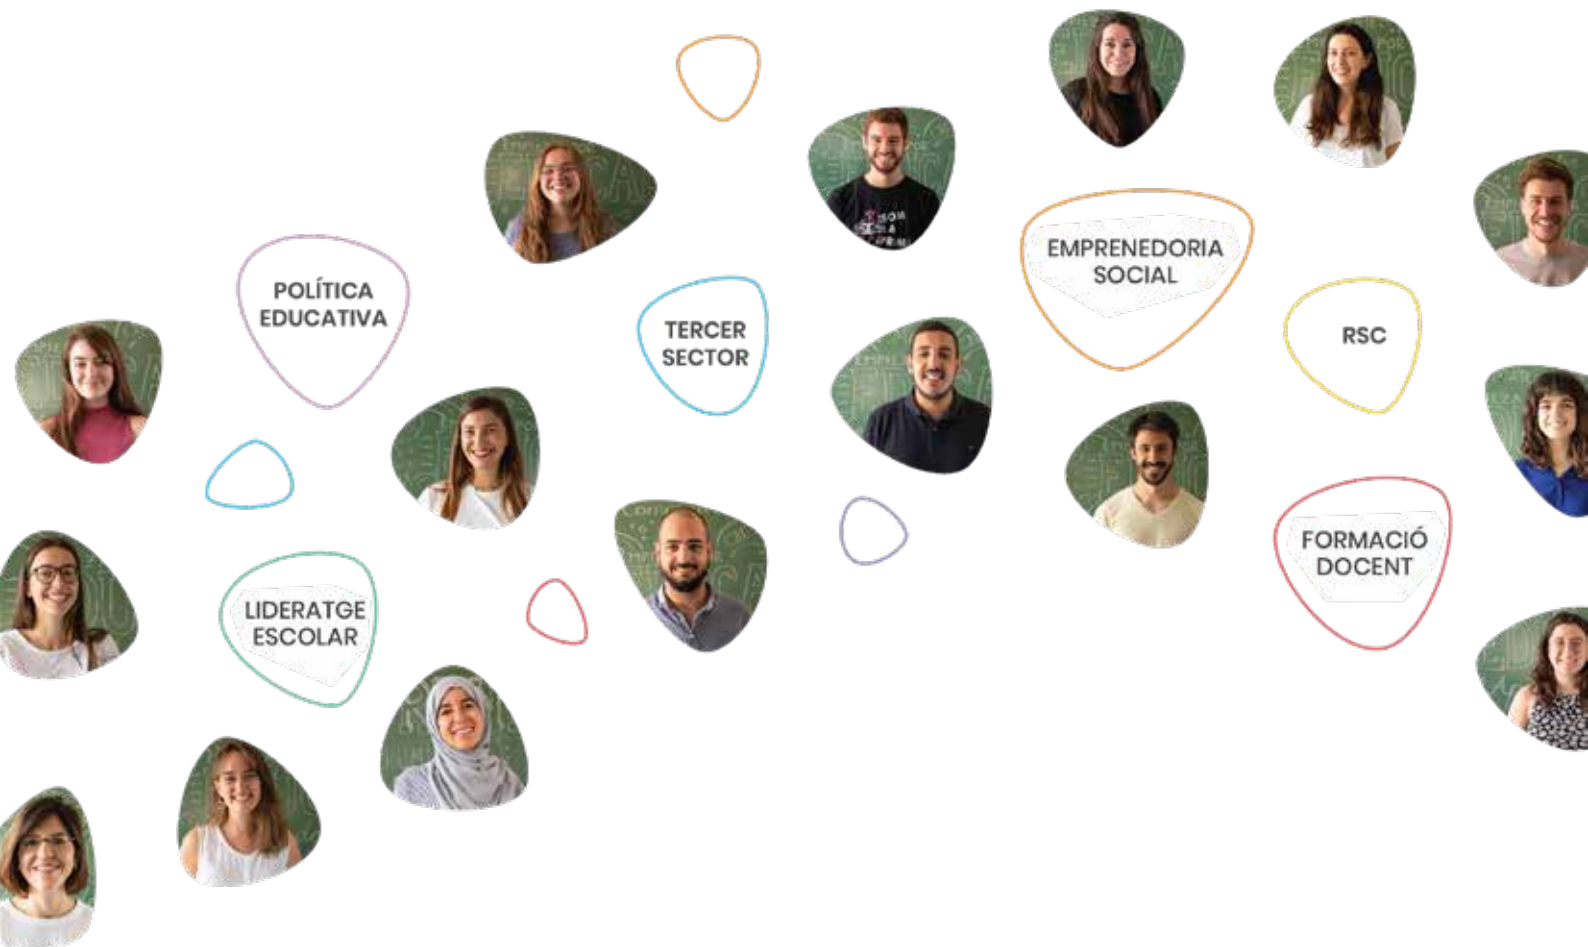 EMPRENEDORIA
SOCIAL
POLÍTICA
EDUCATIVA
TERCER
SECTOR
RSC
FORMACIÓ
DOCENT
LIDERATGE
ESCOLAR